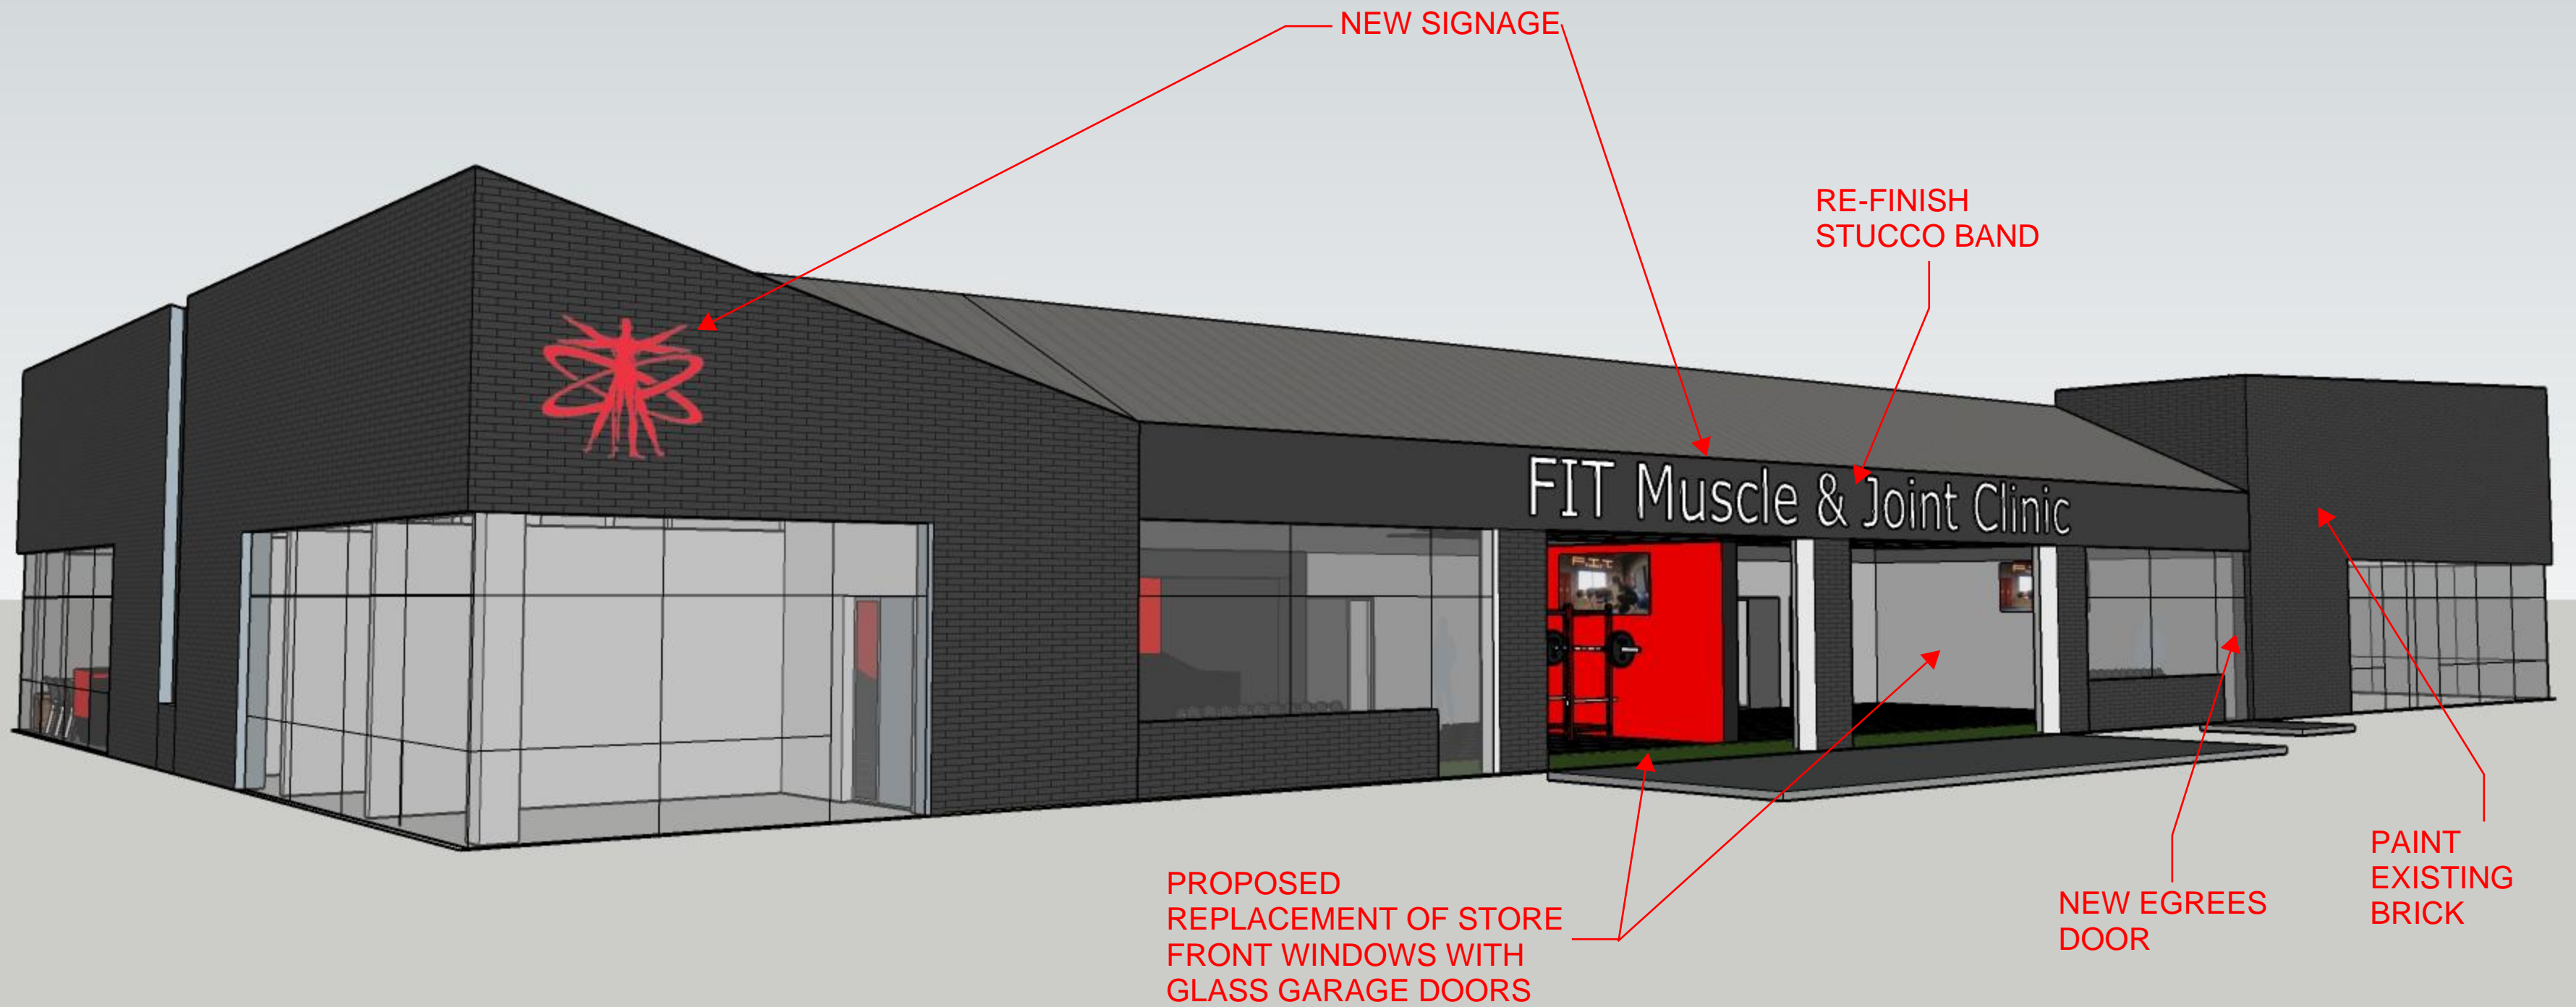 NEW SIGNAGE
RE-FINISH
STUCCO BAND
FIT Muscle & Joint Clinic
F.I.T
PROPOSED
REPLACEMENT OF STORE
FRONT WINDOWS WITH
GLASS GARAGE DOORS
NEW EGREES
DOOR
PAINT
EXISTING
BRICK